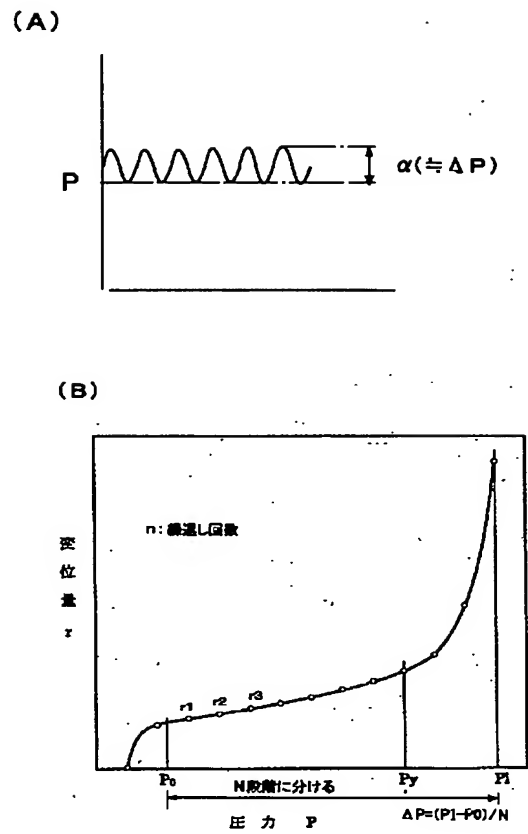 (A)
P
α(≒ΔP)
(B)
n:繰返し回数
変位量 r
r1 r2 r3
P₀ N段階に分ける Py Pl
圧力 P ΔP=(Pl-P0)/N